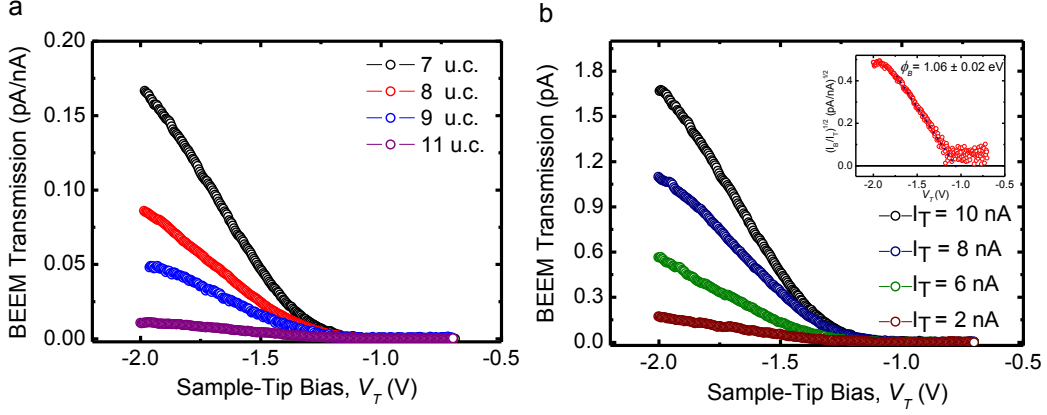 a
BEEM Transmission (pA/nA)
0.20
0.15
0.10
0.05
0.00
-2.0 -1.5 -1.0 -0.5
Sample-Tip Bias, V_T (V)
7 u.c.
8 u.c.
9 u.c.
11 u.c.
b
BEEM Transmission (pA)
1.8
1.5
1.2
0.9
0.6
0.3
0.0
-2.0 -1.5 -1.0 -0.5
Sample-Tip Bias, V_T (V)
ϕ_B = 1.06 ± 0.02 eV
(I_B/I_T)^1/2 (pA/nA)^1/2
0.4
0.2
0.0
-2.0 -1.5 -1.0 -0.5
V_T (V)
I_T = 10 nA
I_T = 8 nA
I_T = 6 nA
I_T = 2 nA